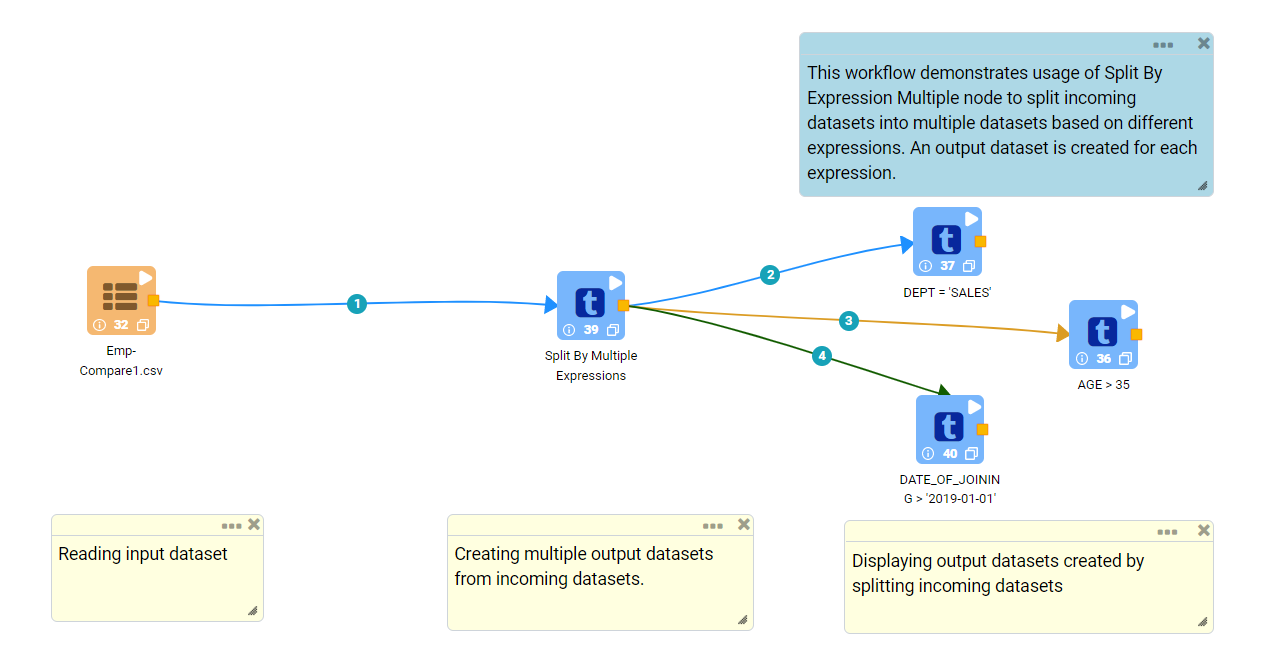 This workflow demonstrates usage of Split By
Expression Multiple node to split incoming
datasets into multiple datasets based on different
expressions. An output dataset is created for each
expression.
t
37
DEPT = 'SALES'
32
Emp-
Compare1.csv
1
t
39
Split By Multiple
Expressions
2
3
4
t
36
AGE > 35
t
40
DATE_OF_JOININ
G > '2019-01-01'
Reading input dataset
Creating multiple output datasets
from incoming datasets.
Displaying output datasets created by
splitting incoming datasets